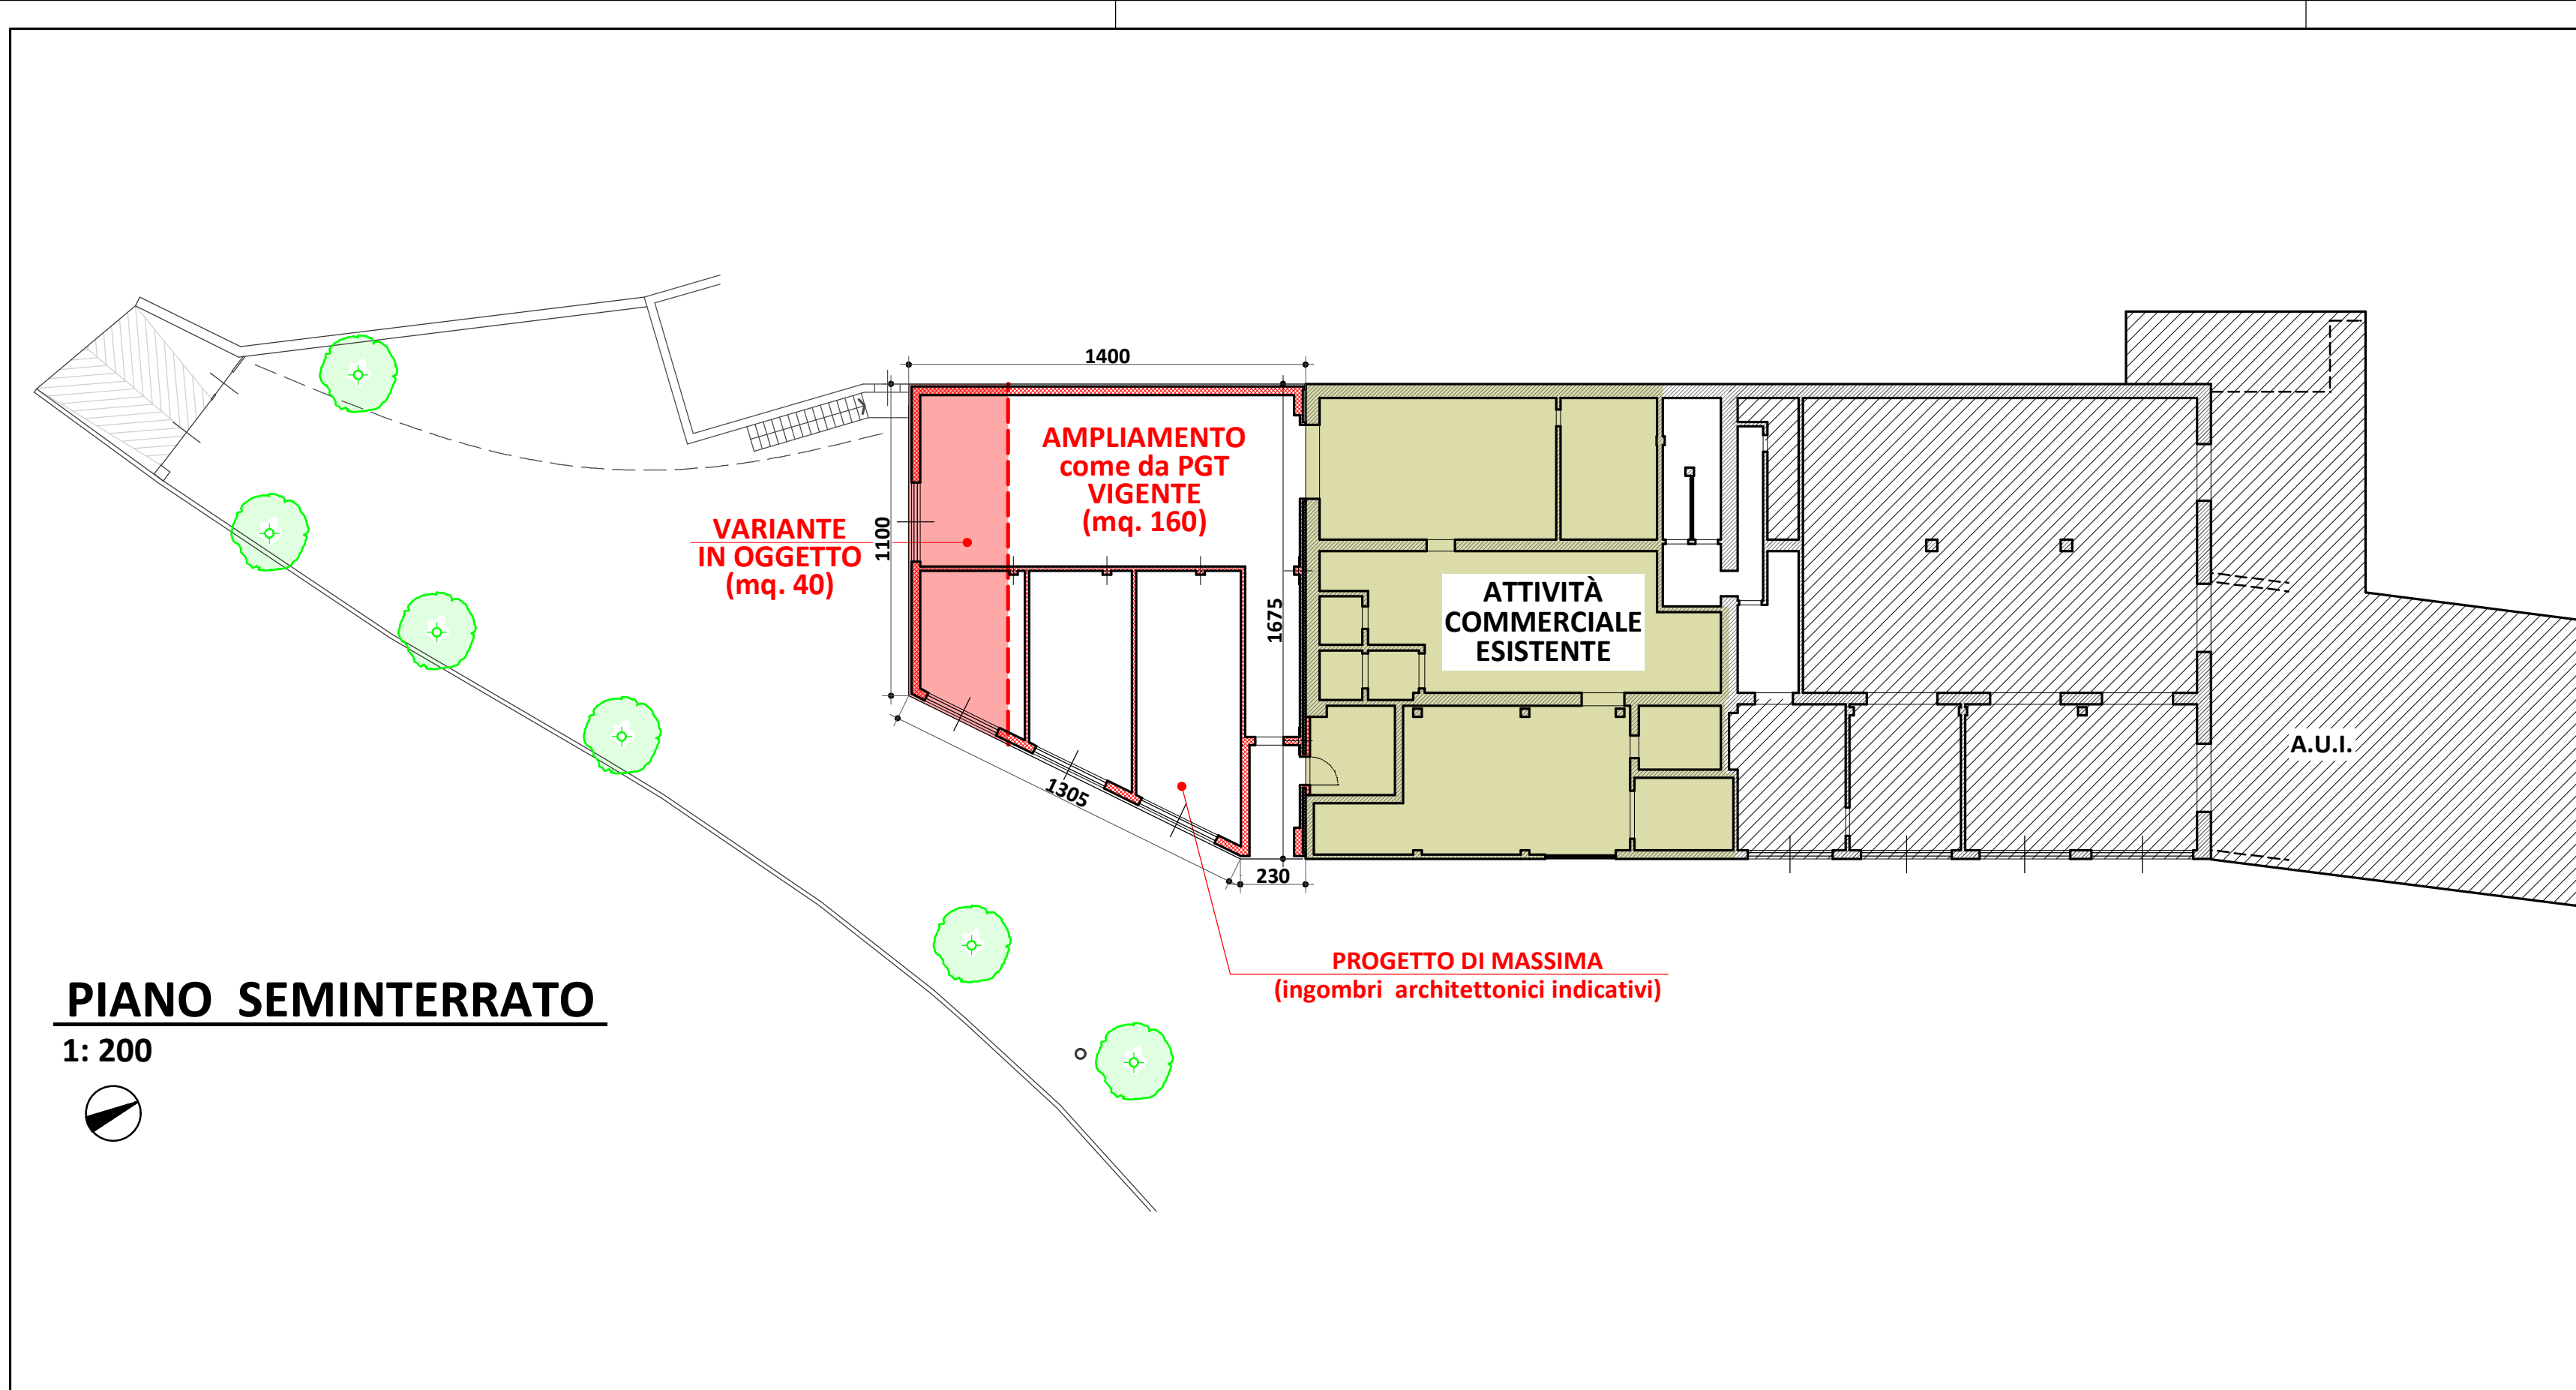 1400
AMPLIAMENTO
come da PGT
VIGENTE
(mq. 160)
VARIANTE
IN OGGETTO
(mq. 40)
1100
1675
ATTIVITÀ
COMMERCIALE
ESISTENTE
A.U.I.
1305
230
PROGETTO DI MASSIMA
(ingombri architettonici indicativi)
PIANO SEMINTERRATO
1: 200